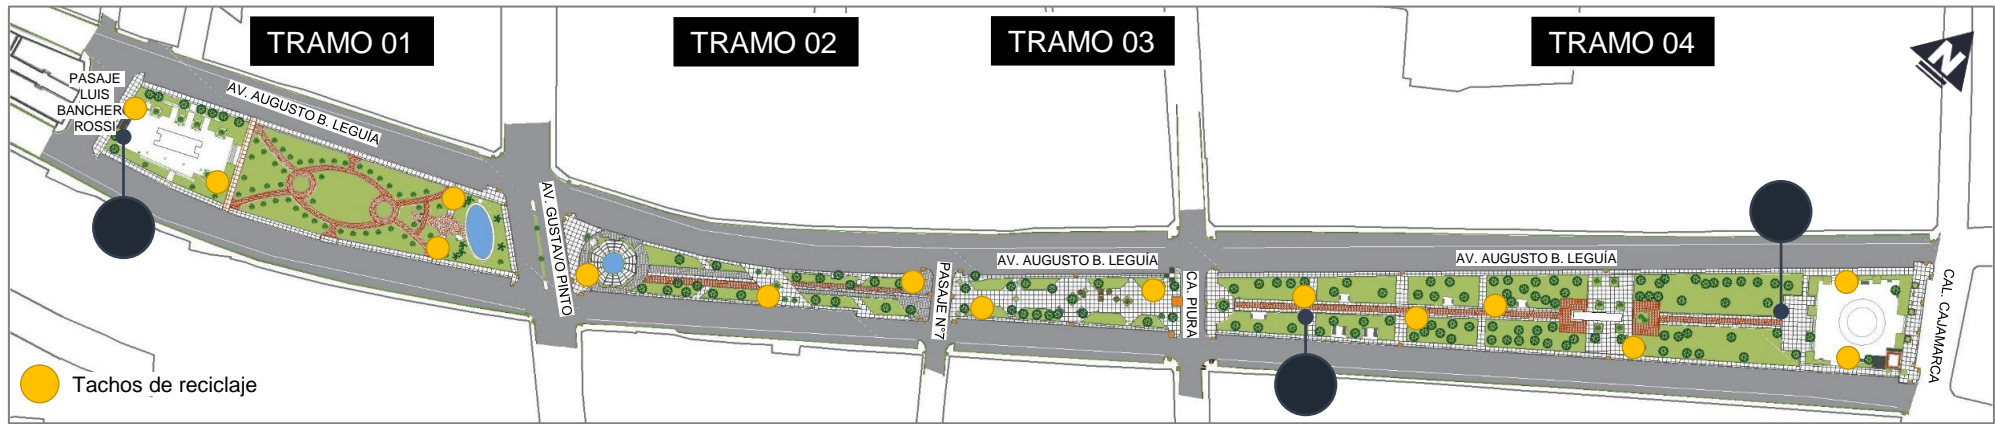 TRAMO 01
TRAMO 02
TRAMO 03
TRAMO 04
N
PASAJE
LUIS
BANCHER
ROSSI
AV. AUGUSTO B. LEGUÍA
AV. GUSTAVO PINTO
PASAJE N°7
AV. AUGUSTO B. LEGUÍA
CA. PIURA
AV. AUGUSTO B. LEGUÍA
CAL. CAJAMARCA
Tachos de reciclaje